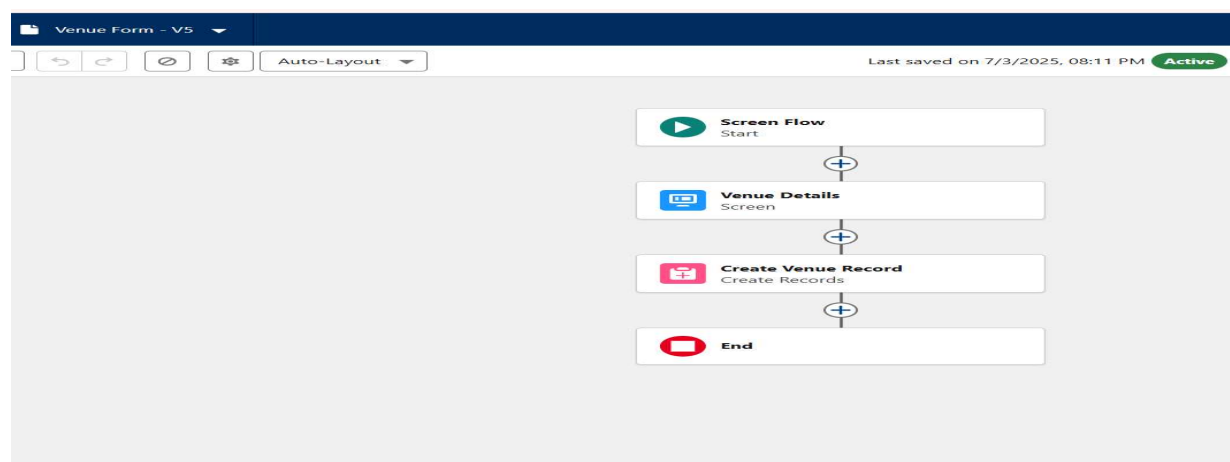 Venue Form - V5
Auto-Layout
Last saved on 7/3/2025, 08:11 PM Active
Screen Flow
Start
Venue Details
Screen
Create Venue Record
Create Records
End